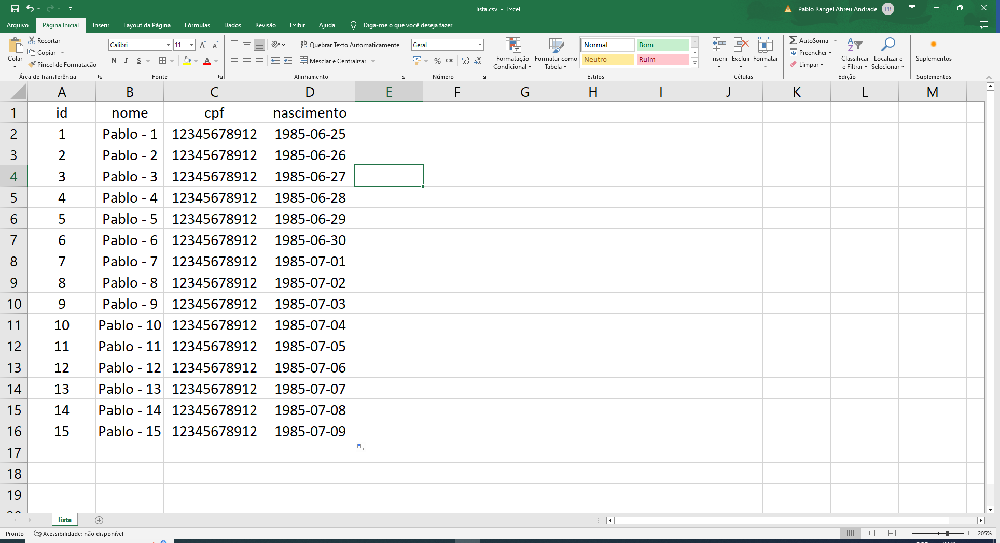 lista.csv - Excel
Pablo Rangel Abreu Andrade PR
Arquivo Página Inicial Inserir Layout da Página Fórmulas Dados Revisão Exibir Ajuda Diga-me o que você deseja fazer
Colar
Recortar
Copiar
Pincel de Formatação
Área de Transferência
Calibri 11
N I S
Fonte
Quebrar Texto Automaticamente
Mesclar e Centralizar
Alinhamento
Geral
% 000
Número
Formatação
Condicional
Formatar como
Tabela
Normal Bom
Neutro Ruim
Estilos
Inserir Excluir Formatar
Células
AutoSoma
Preencher
Limpar
Classificar
e Filtrar
Localizar e
Selecionar
Edição
Suplementos
Suplementos
A B C D E F G H I J K L M
1 id nome cpf nascimento
2 1 Pablo - 1 12345678912 1985-06-25
3 2 Pablo - 2 12345678912 1985-06-26
4 3 Pablo - 3 12345678912 1985-06-27
5 4 Pablo - 4 12345678912 1985-06-28
6 5 Pablo - 5 12345678912 1985-06-29
7 6 Pablo - 6 12345678912 1985-06-30
8 7 Pablo - 7 12345678912 1985-07-01
9 8 Pablo - 8 12345678912 1985-07-02
10 9 Pablo - 9 12345678912 1985-07-03
11 10 Pablo - 10 12345678912 1985-07-04
12 11 Pablo - 11 12345678912 1985-07-05
13 12 Pablo - 12 12345678912 1985-07-06
14 13 Pablo - 13 12345678912 1985-07-07
15 14 Pablo - 14 12345678912 1985-07-08
16 15 Pablo - 15 12345678912 1985-07-09
17
18
19
lista
Pronto Acessibilidade: não disponível 205%